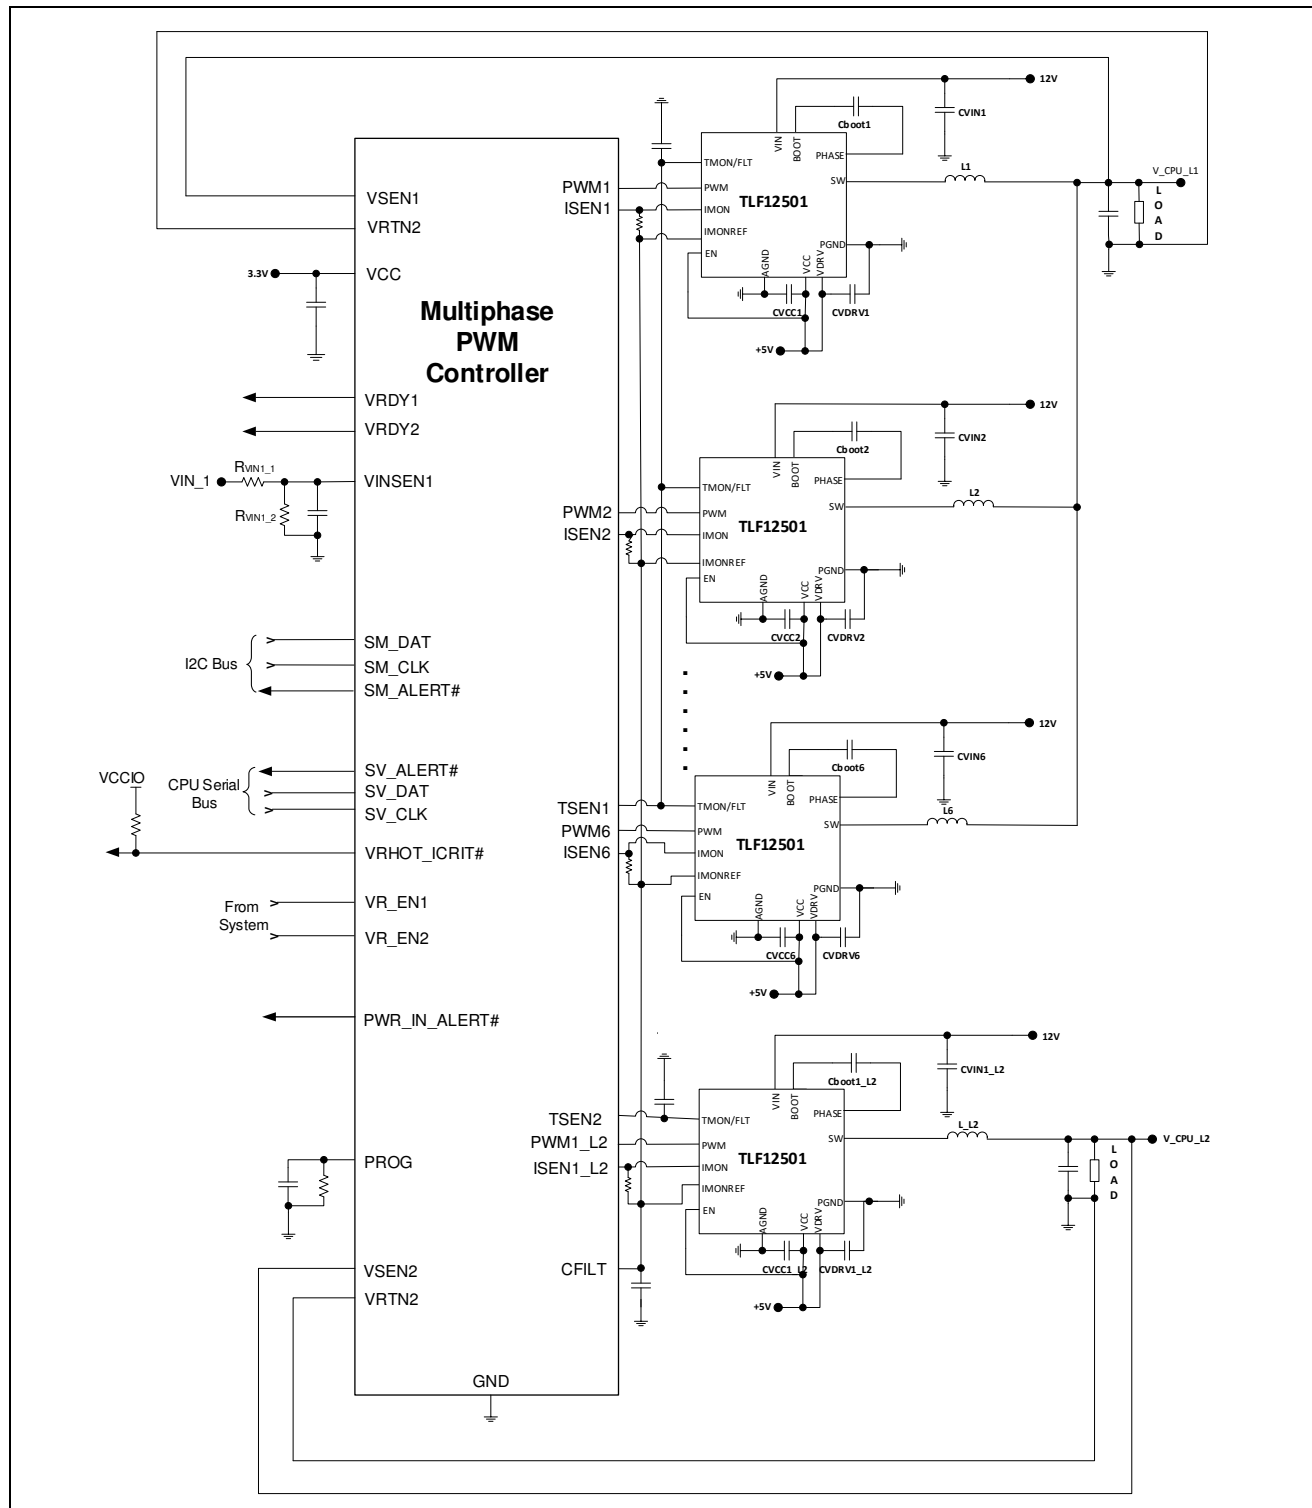 Multiphase
PWM
Controller
VSEN1
VRTN2
3.3V
VCC
VRDY1
VRDY2
VIN_1
RVIN1_1
RVIN1_2
VINSEN1
I2C Bus
SM_DAT
SM_CLK
SM_ALERT#
VCCIO
CPU Serial
Bus
SV_ALERT#
SV_DAT
SV_CLK
VRHOT_ICRIT#
From
System
VR_EN1
VR_EN2
PWR_IN_ALERT#
PROG
VSEN2
VRTN2
GND
PWM1
ISEN1
PWM2
ISEN2
TSEN1
PWM6
ISEN6
TSEN2
PWM1_L2
ISEN1_L2
CFILT
12V
CVIN1
Cboot1
VIN
BOOT
PHASE
TMON/FLT
PWM
IMON
IMONREF
EN
TLF12501
SW
L1
PGND
AGND
VCC
VDRV
CVCC1
CVDRV1
+5V
V_CPU_L1
L
O
A
D
12V
CVIN2
Cboot2
VIN
BOOT
PHASE
TMON/FLT
PWM
IMON
IMONREF
EN
TLF12501
SW
L2
PGND
AGND
VCC
VDRV
CVCC2
CVDRV2
+5V
12V
CVIN6
Cboot6
VIN
BOOT
PHASE
TMON/FLT
PWM
IMON
IMONREF
EN
TLF12501
SW
L6
PGND
AGND
VCC
VDRV
CVCC6
CVDRV6
+5V
12V
CVIN1_L2
Cboot1_L2
VIN
BOOT
PHASE
TMON/FLT
PWM
IMON
IMONREF
EN
TLF12501
SW
L_L2
PGND
AGND
VCC
VDRV
CVCC1_L2
CVDRV1_L2
+5V
V_CPU_L2
L
O
A
D